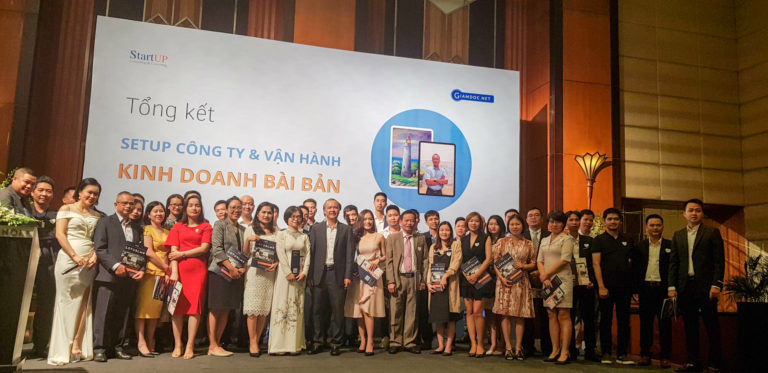 StartUP
GIAMDOC.NET
Tổng kết
SETUP CÔNG TY & VẬN HÀNH
KINH DOANH BÀI BẢN